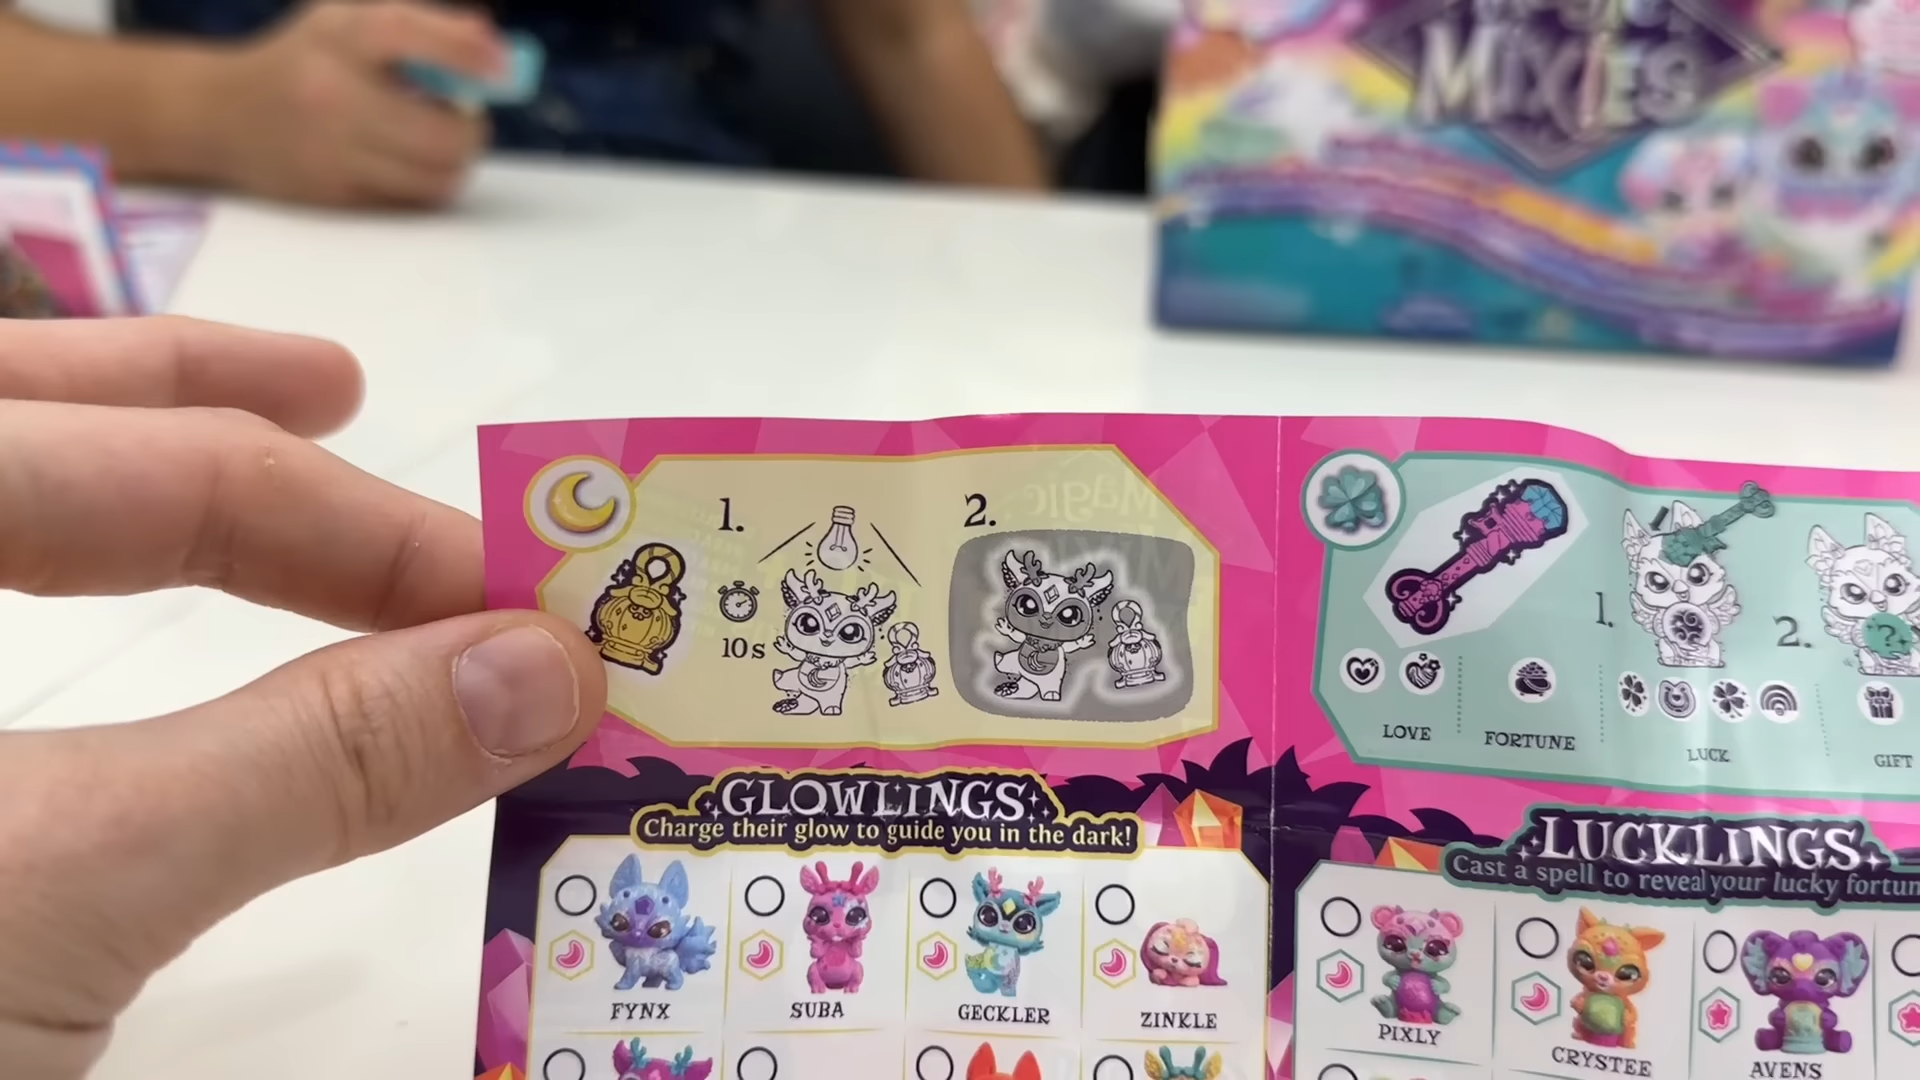 MIXIES
1.
10s
2.
Magic
1.
2.
LOVE
FORTUNE
LUCK
GIFT
GLOWLINGS
Charge their glow to guide you in the dark!
LUCKLINGS
Cast a spell to reveal your lucky fortun
FYNX
SUBA
GECKLER
ZINKLE
PIXLY
CRYSTEE
AVENS